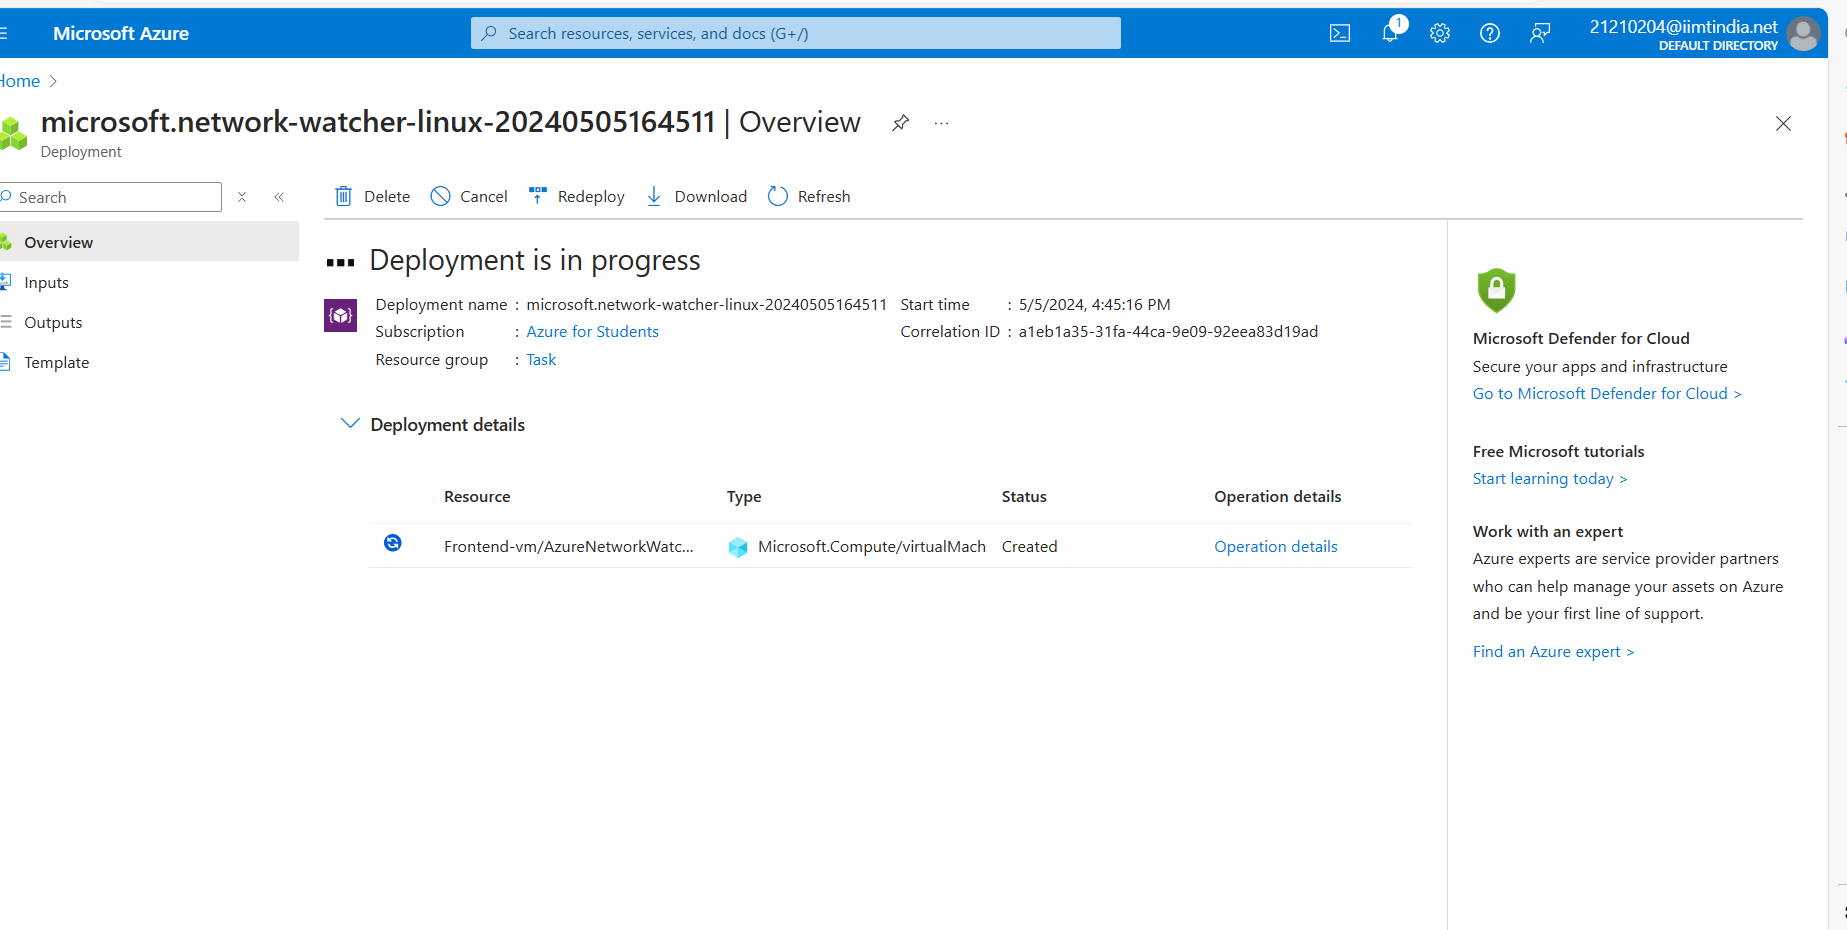 Microsoft Azure
Search resources, services, and docs (G+/)
1
21210204@iimtindia.net
DEFAULT DIRECTORY
Home >
microsoft.network-watcher-linux-20240505164511 | Overview
...
Deployment
Search
Delete
Cancel
Redeploy
Download
Refresh
Overview
Inputs
Outputs
Template
Deployment is in progress
Deployment name : microsoft.network-watcher-linux-20240505164511
Subscription : Azure for Students
Resource group : Task
Start time : 5/5/2024, 4:45:16 PM
Correlation ID : a1eb1a35-31fa-44ca-9e09-92eea83d19ad
Deployment details
Resource Type Status Operation details
Frontend-vm/AzureNetworkWatc... Microsoft.Compute/virtualMach Created Operation details
Microsoft Defender for Cloud
Secure your apps and infrastructure
Go to Microsoft Defender for Cloud >
Free Microsoft tutorials
Start learning today >
Work with an expert
Azure experts are service provider partners
who can help manage your assets on Azure
and be your first line of support.
Find an Azure expert >